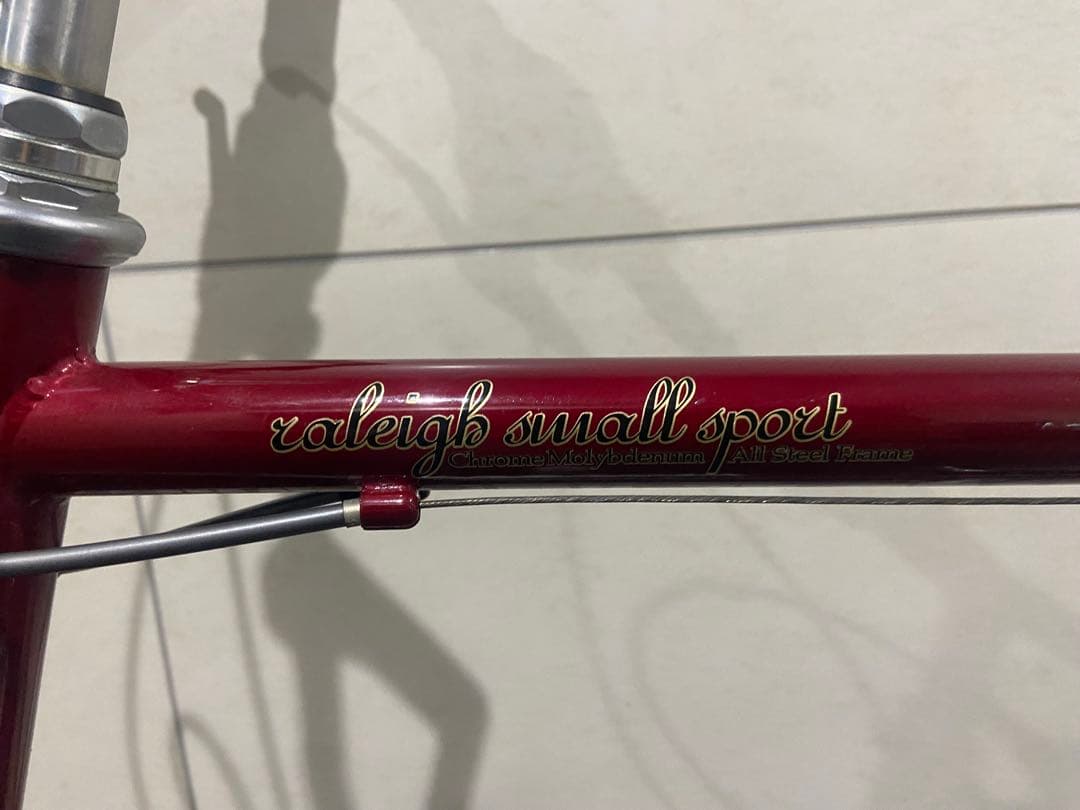 raleigh small sport
Chrome Molybdenum All Steel Frame